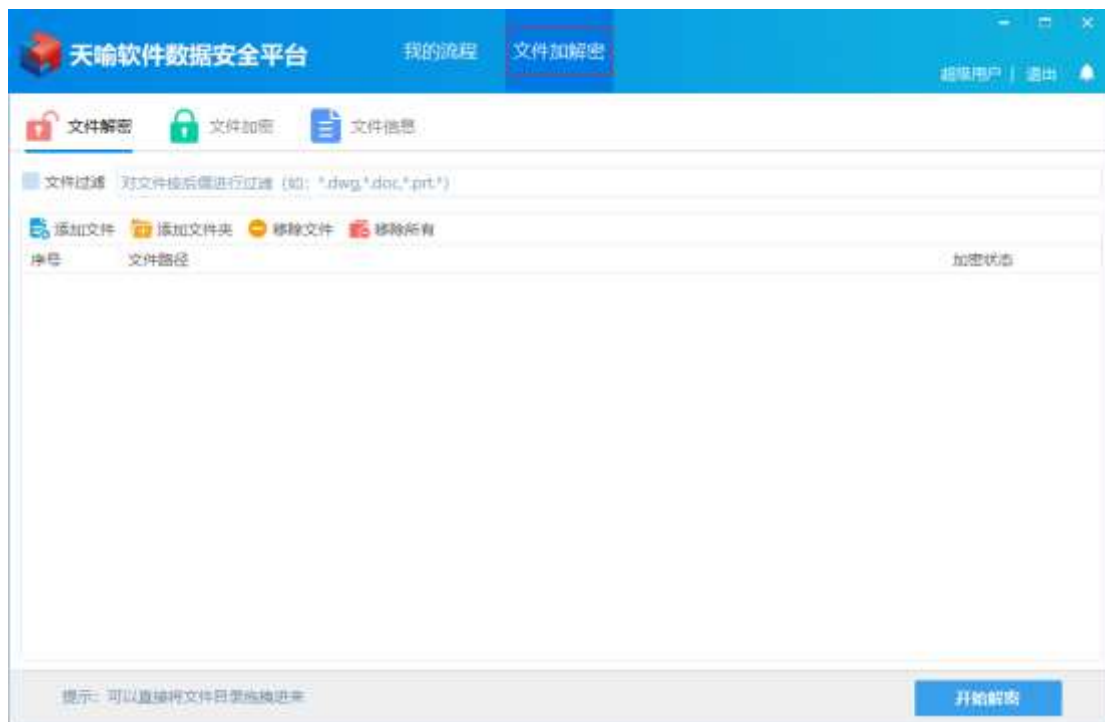 天喻软件数据安全平台 我的流程 文件加解密
超级用户 | 退出
文件解密 文件加密 文件信息
文件过滤 对文件按后缀进行过滤（如：*.dwg,*.doc,*.prt.*）
添加文件 添加文件夹 移除文件 移除所有
序号 文件路径 加密状态
提示：可以直接将文件目录拖拽进来 开始解密